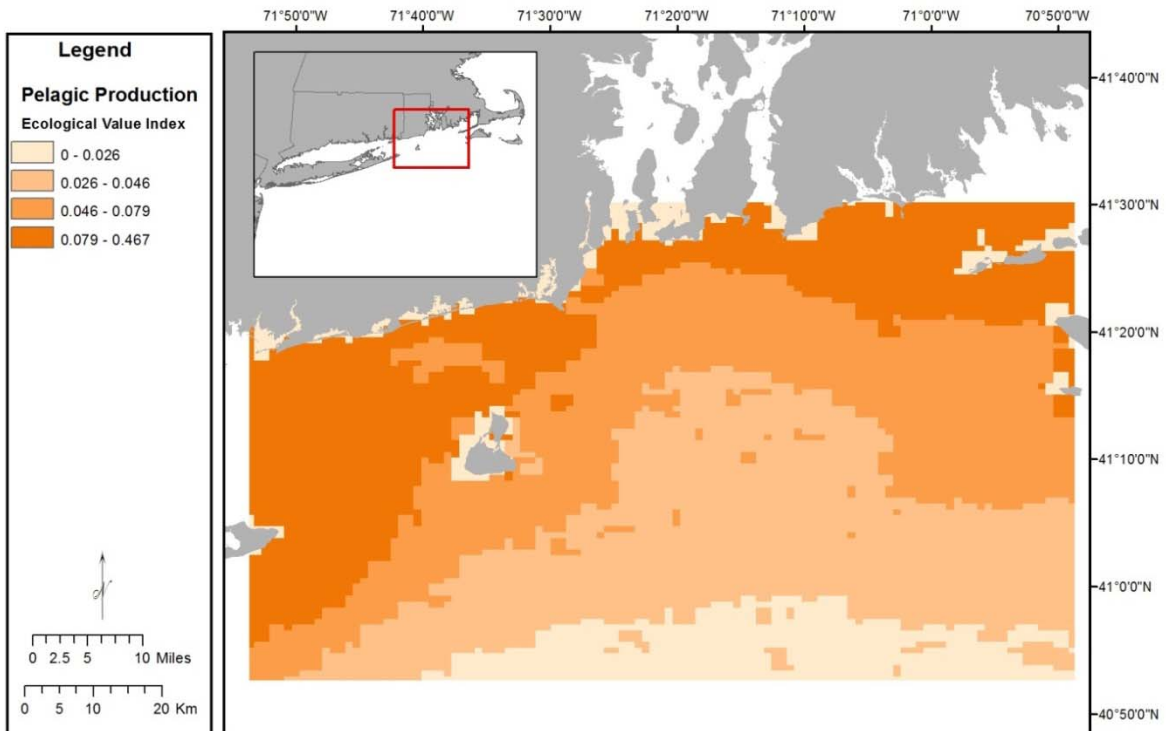 71°50'0"W 71°40'0"W 71°30'0"W 71°20'0"W 71°10'0"W 71°0'0"W 70°50'0"W
Legend
Pelagic Production
Ecological Value Index
0 - 0.026
0.026 - 0.046
0.046 - 0.079
0.079 - 0.467
N
0 2.5 5 10 Miles
0 5 10 20 Km
41°40'0"N
41°30'0"N
41°20'0"N
41°10'0"N
41°0'0"N
40°50'0"N